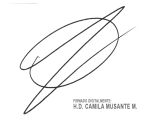 FIRMADO DIGITALMENTE:
H.D. CAMILA MUSANTE M.